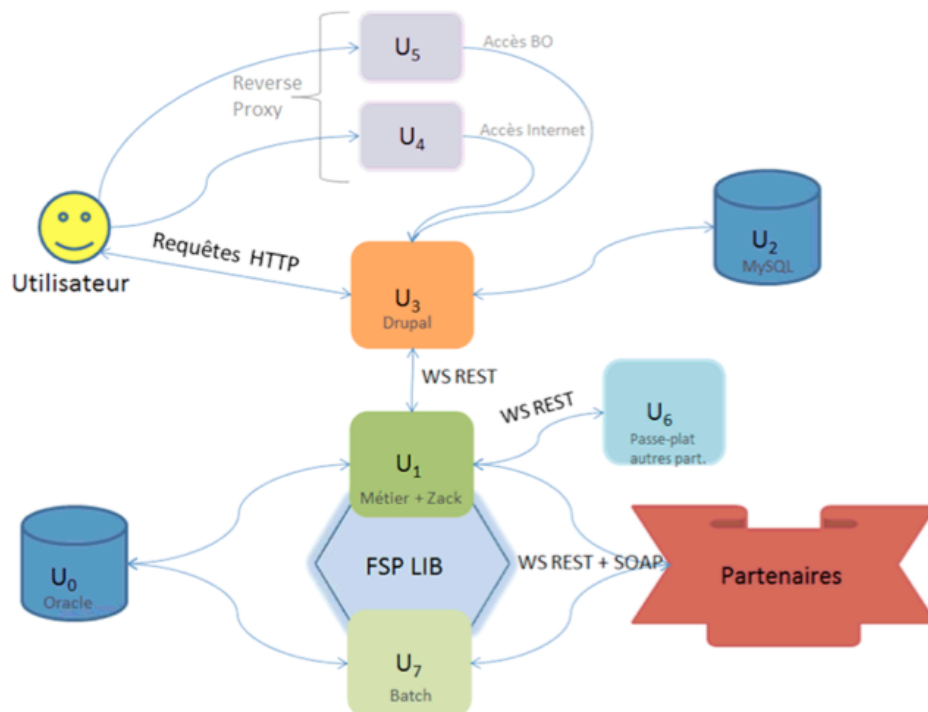 U5
Accès BO
Reverse
Proxy
U4
Accès Internet
Utilisateur
Requêtes HTTP
U3
Drupal
U2
MySQL
WS REST
WS REST
U6
Passe-plat
autres part.
U1
Métier + Zack
U0
Oracle
FSP LIB
WS REST + SOAP
Partenaires
U7
Batch